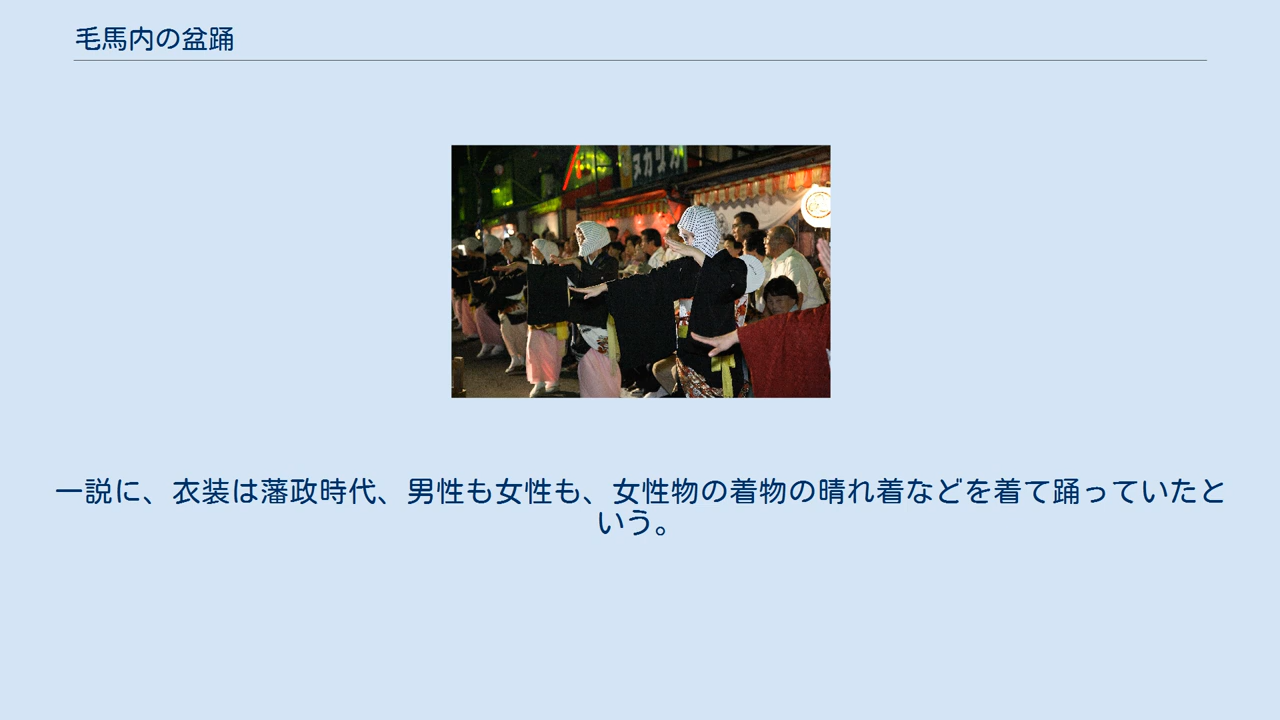 毛馬内の盆踊
一説に、衣装は藩政時代、男性も女性も、女性物の着物の晴れ着などを着て踊っていたと
いう。